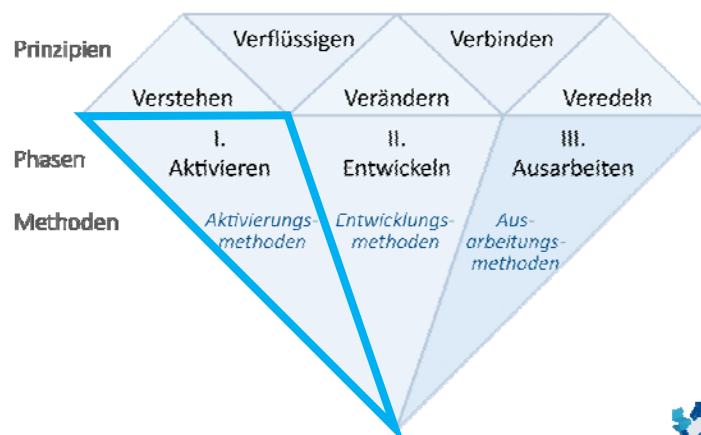 Prinzipien
Verflüssigen
Verbinden
Verstehen
Verändern
Veredeln
Phasen
I.
Aktivieren
II.
Entwickeln
III.
Ausarbeiten
Methoden
Aktivierungs-
methoden
Entwicklungs-
methoden
Aus-
arbeitungs-
methoden